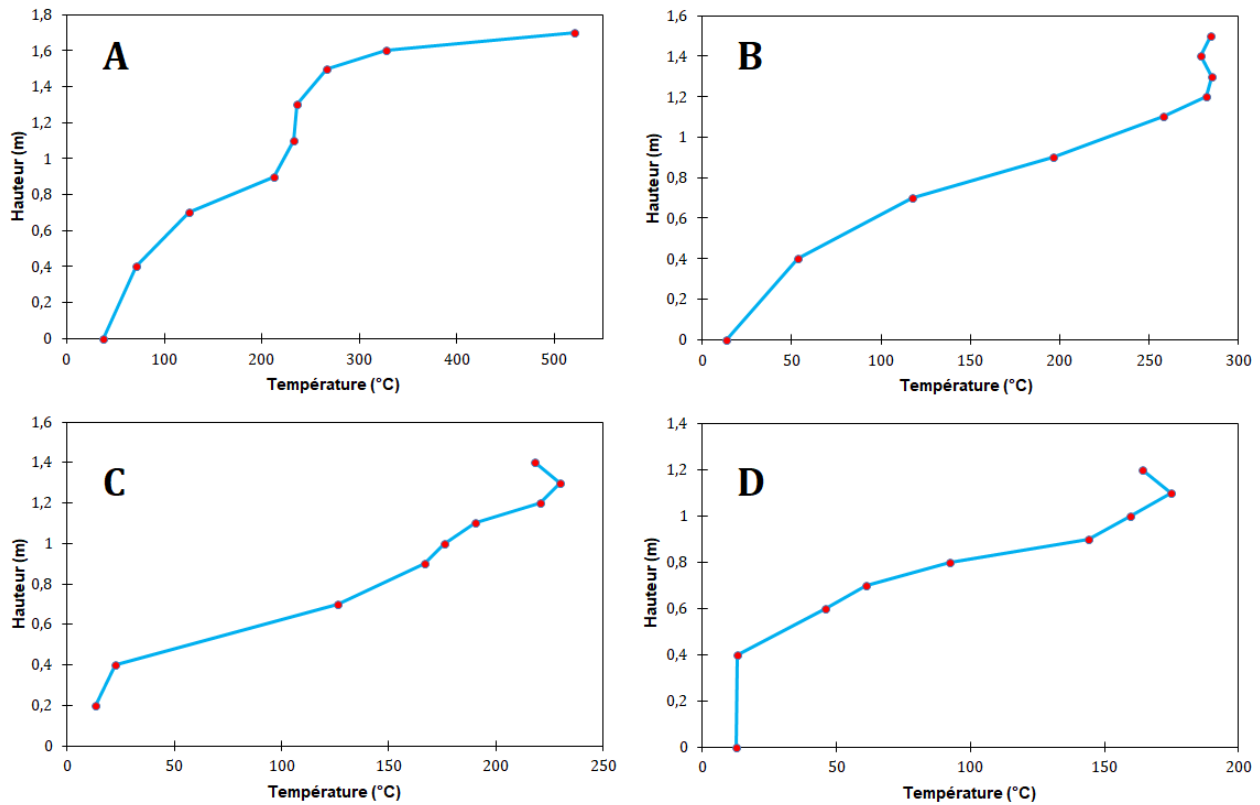 A
Hauteur (m)
1,8
1,6
1,4
1,2
1
0,8
0,6
0,4
0,2
0
0 100 200 300 400 500
Température (°C)
B
Hauteur (m)
1,6
1,4
1,2
1
0,8
0,6
0,4
0,2
0
0 50 100 150 200 250 300
Température (°C)
C
Hauteur (m)
1,6
1,4
1,2
1
0,8
0,6
0,4
0,2
0
0 50 100 150 200 250
Température (°C)
D
Hauteur (m)
1,4
1,2
1
0,8
0,6
0,4
0,2
0
0 50 100 150 200
Température (°C)